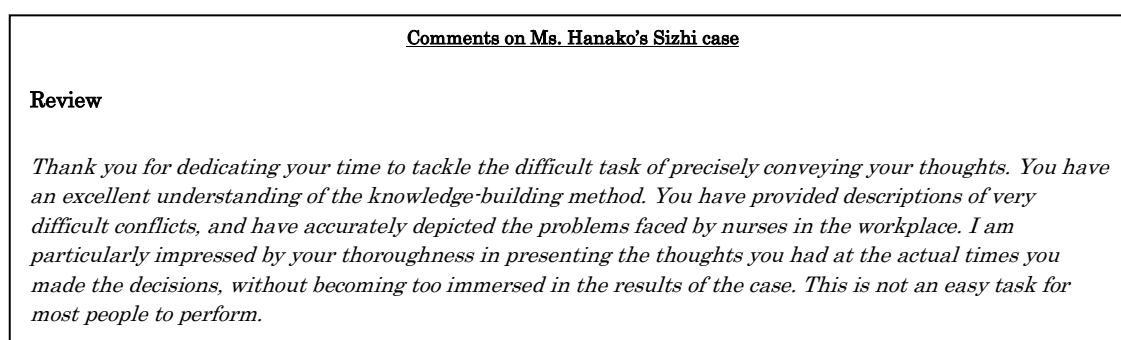 Comments on Ms. Hanako's Sizhi case
Review
Thank you for dedicating your time to tackle the difficult task of precisely conveying your thoughts. You have
an excellent understanding of the knowledge-building method. You have provided descriptions of very
difficult conflicts, and have accurately depicted the problems faced by nurses in the workplace. I am
particularly impressed by your thoroughness in presenting the thoughts you had at the actual times you
made the decisions, without becoming too immersed in the results of the case. This is not an easy task for
most people to perform.